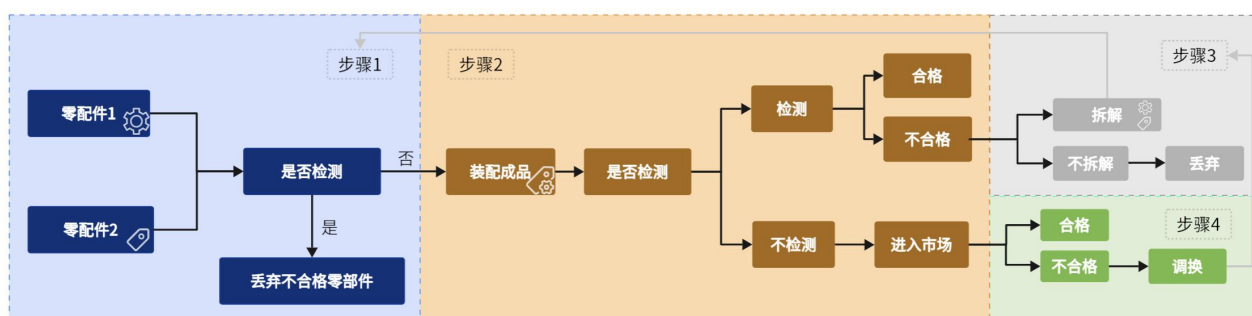 步骤1
零配件1
零配件2
是否检测
否
是
丢弃不合格零部件
步骤2
装配成品
是否检测
检测
合格
不合格
不检测
进入市场
步骤3
拆解
不拆解
丢弃
步骤4
合格
不合格
调换